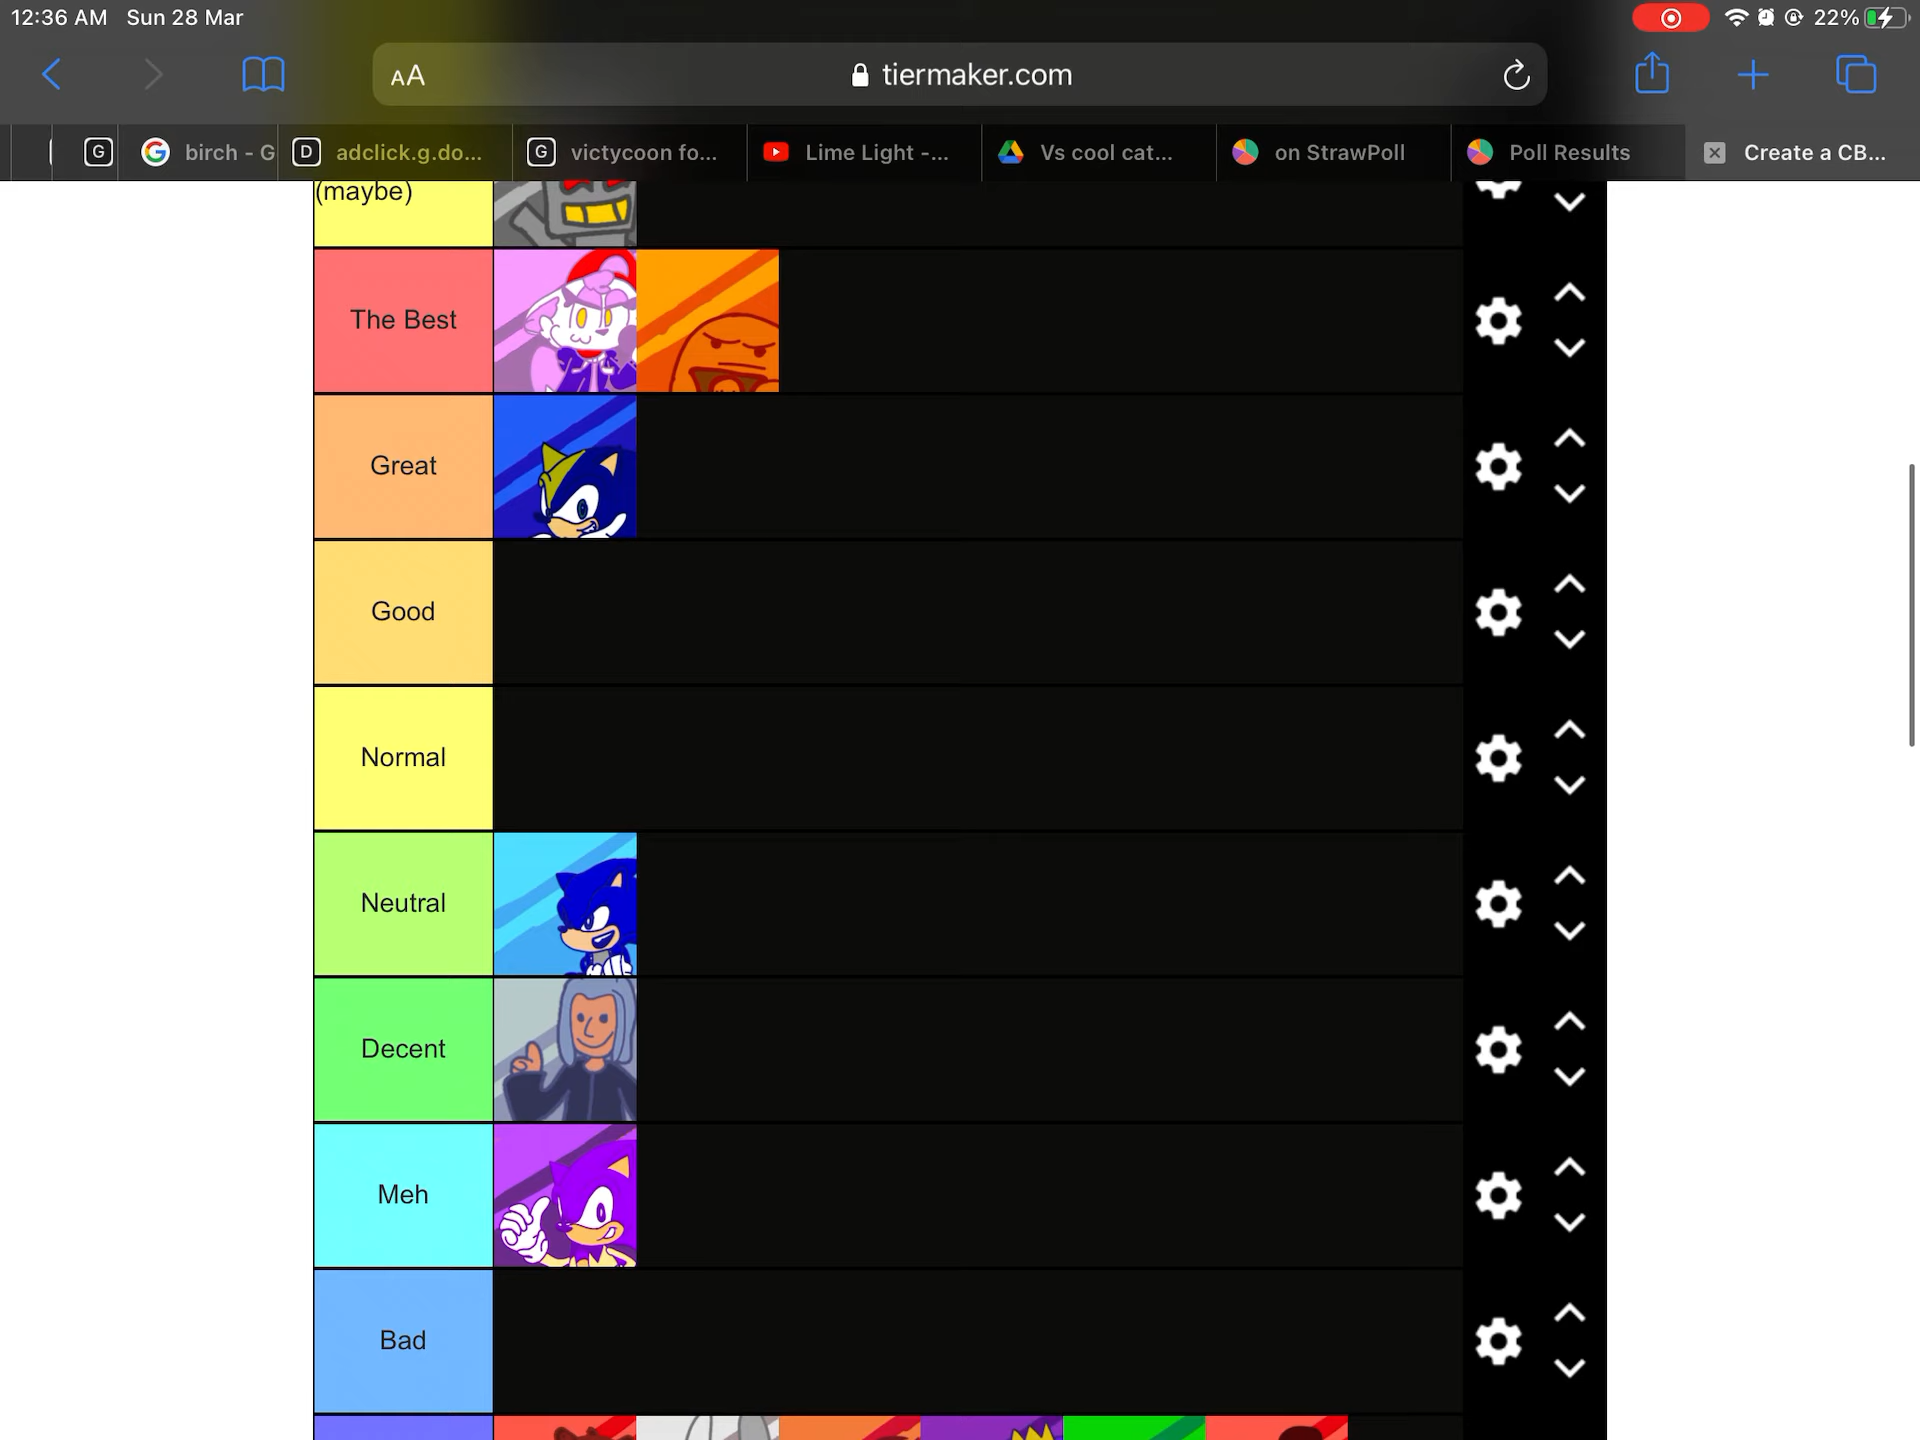 12:36 AM Sun 28 Mar 22%
AA tiermaker.com
G birch - G D adclick.g.do... G victycoon fo... Lime Light -... Vs cool cat... on StrawPoll Poll Results Create a CB...
(maybe)
The Best
Great
Good
Normal
Neutral
Decent
Meh
Bad